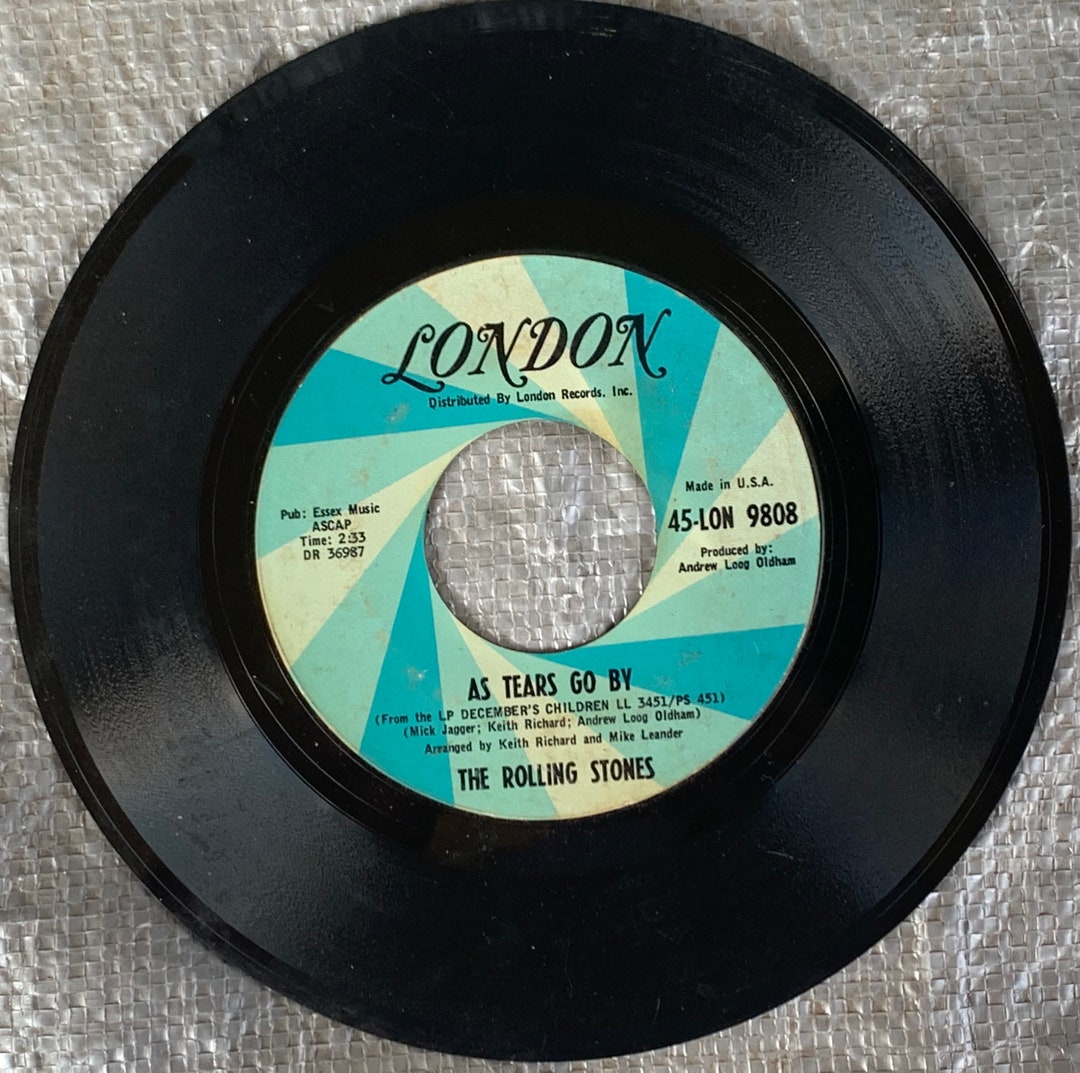 LONDON
Distributed By London Records, Inc.
Pub: Essex Music
ASCAP
Time: 2:33
DR 36987
Made in U.S.A.
45-LON 9808
Produced by:
Andrew Loog Oldham
AS TEARS GO BY
(From the LP DECEMBER'S CHILDREN LL 3451/PS 451)
(Mick Jagger; Keith Richard; Andrew Loog Oldham)
Arranged by Keith Richard and Mike Leander
THE ROLLING STONES